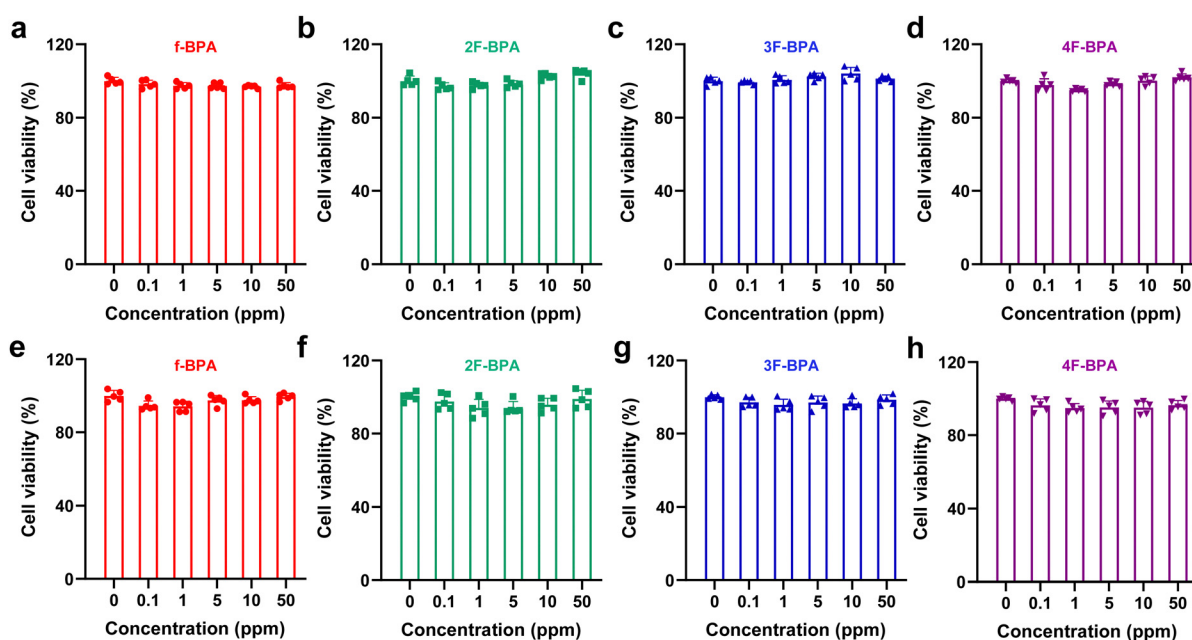 a
f-BPA
Cell viability (%)
120
80
40
0
0 0.1 1 5 10 50
Concentration (ppm)
b
2F-BPA
Cell viability (%)
120
80
40
0
0 0.1 1 5 10 50
Concentration (ppm)
c
3F-BPA
Cell viability (%)
120
80
40
0
0 0.1 1 5 10 50
Concentration (ppm)
d
4F-BPA
Cell viability (%)
120
80
40
0
0 0.1 1 5 10 50
Concentration (ppm)
e
f-BPA
Cell viability (%)
120
80
40
0
0 0.1 1 5 10 50
Concentration (ppm)
f
2F-BPA
Cell viability (%)
120
80
40
0
0 0.1 1 5 10 50
Concentration (ppm)
g
3F-BPA
Cell viability (%)
120
80
40
0
0 0.1 1 5 10 50
Concentration (ppm)
h
4F-BPA
Cell viability (%)
120
80
40
0
0 0.1 1 5 10 50
Concentration (ppm)